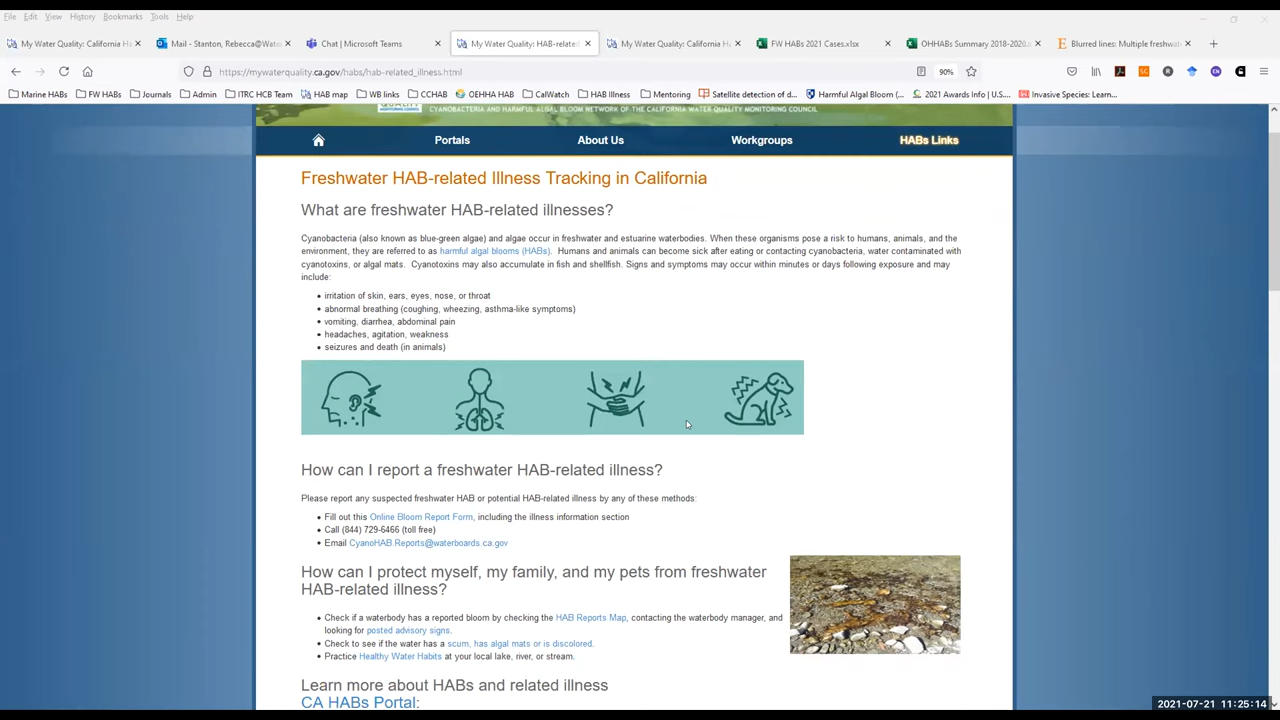 File Edit View History Bookmarks Tools Help
My Water Quality: California H
Mail - Stanton, Rebecca@Wate
Chat | Microsoft Teams
My Water Quality: HAB-related
My Water Quality: California H
FW HABs 2021 Cases.xlsx
OHHABs Summary 2018-2020.x
Blurred lines: Multiple freshwat
https://mywaterquality.ca.gov/habs/hab-related_illness.html
90%
Marine HABs FW HABs Journals Admin ITRC HCB Team HAB map WB links CCHAB OEHHA HAB CalWatch HAB Illness Mentoring Satellite detection of d... Harmful Algal Bloom (... 2021 Awards Info | U.S.... Invasive Species: Learn...
QUALITY
MONITORING COUNCIL
CYANOBACTERIA AND HARMFUL ALGAL BLOOM NETWORK OF THE CALIFORNIA WATER QUALITY MONITORING COUNCIL
Portals About Us Workgroups HABs Links
Freshwater HAB-related Illness Tracking in California
What are freshwater HAB-related illnesses?
Cyanobacteria (also known as blue-green algae) and algae occur in freshwater and estuarine waterbodies. When these organisms pose a risk to humans, animals, and the
environment, they are referred to as harmful algal blooms (HABs). Humans and animals can become sick after eating or contacting cyanobacteria, water contaminated with
cyanotoxins, or algal mats. Cyanotoxins may also accumulate in fish and shellfish. Signs and symptoms may occur within minutes or days following exposure and may
include:
• irritation of skin, ears, eyes, nose, or throat
• abnormal breathing (coughing, wheezing, asthma-like symptoms)
• vomiting, diarrhea, abdominal pain
• headaches, agitation, weakness
• seizures and death (in animals)
How can I report a freshwater HAB-related illness?
Please report any suspected freshwater HAB or potential HAB-related illness by any of these methods:
• Fill out this Online Bloom Report Form, including the illness information section
• Call (844) 729-6466 (toll free)
• Email CyanoHAB.Reports@waterboards.ca.gov
How can I protect myself, my family, and my pets from freshwater
HAB-related illness?
• Check if a waterbody has a reported bloom by checking the HAB Reports Map, contacting the waterbody manager, and
looking for posted advisory signs.
• Check to see if the water has a scum, has algal mats or is discolored.
• Practice Healthy Water Habits at your local lake, river, or stream.
Learn more about HABs and related illness
CA HABs Portal:
2021-07-21 11:25:14